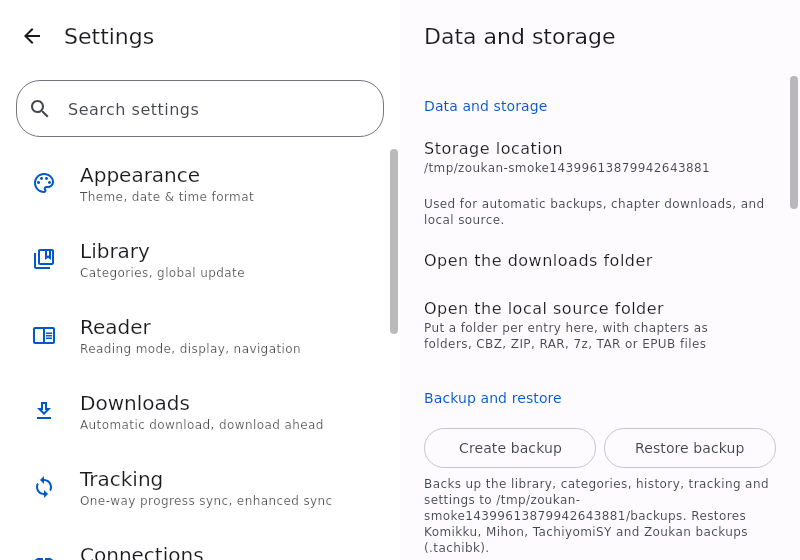 Settings
Search settings
Appearance
Theme, date & time format
Library
Categories, global update
Reader
Reading mode, display, navigation
Downloads
Automatic download, download ahead
Tracking
One-way progress sync, enhanced sync
Connections
Data and storage
Data and storage
Storage location
/tmp/zoukan-smoke14399613879942643881
Used for automatic backups, chapter downloads, and
local source.
Open the downloads folder
Open the local source folder
Put a folder per entry here, with chapters as
folders, CBZ, ZIP, RAR, 7z, TAR or EPUB files
Backup and restore
Create backup
Restore backup
Backs up the library, categories, history, tracking and
settings to /tmp/zoukan-
smoke14399613879942643881/backups. Restores
Komikku, Mihon, TachiyomiSY and Zoukan backups
(.tachibk).